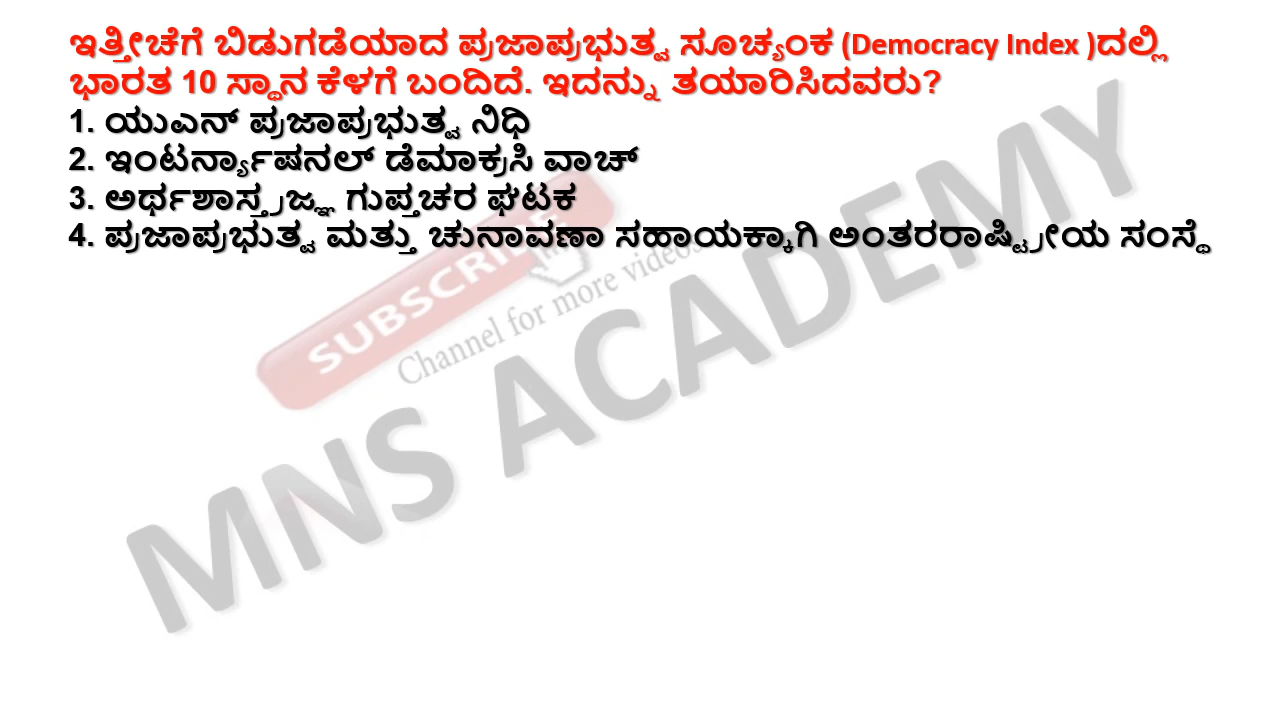 ಇತ್ತೀಚೆಗೆ ಬಿಡುಗಡೆಯಾದ ಪ್ರಜಾಪ್ರಭುತ್ವ ಸೂಚ್ಯಂಕ (Democracy Index )ದಲ್ಲಿ
ಭಾರತ 10 ಸ್ಥಾನ ಕೆಳಗೆ ಬಂದಿದೆ. ಇದನ್ನು ತಯಾರಿಸಿದವರು?
1. ಯುಎನ್ ಪ್ರಜಾಪ್ರಭುತ್ವ ನಿಧಿ
2. ಇಂಟರ್ನ್ಯಾಷನಲ್ ಡೆಮಾಕ್ರಸಿ ವಾಚ್
3. ಅರ್ಥಶಾಸ್ತ್ರಜ್ಞ ಗುಪ್ತಚರ ಘಟಕ
4. ಪ್ರಜಾಪ್ರಭುತ್ವ ಮತ್ತು ಚುನಾವಣಾ ಸಹಾಯಕ್ಕಾಗಿ ಅಂತರರಾಷ್ಟ್ರೀಯ ಸಂಸ್ಥೆ
SUBSCRIBE
Channel for more videos
MNS ACADEMY